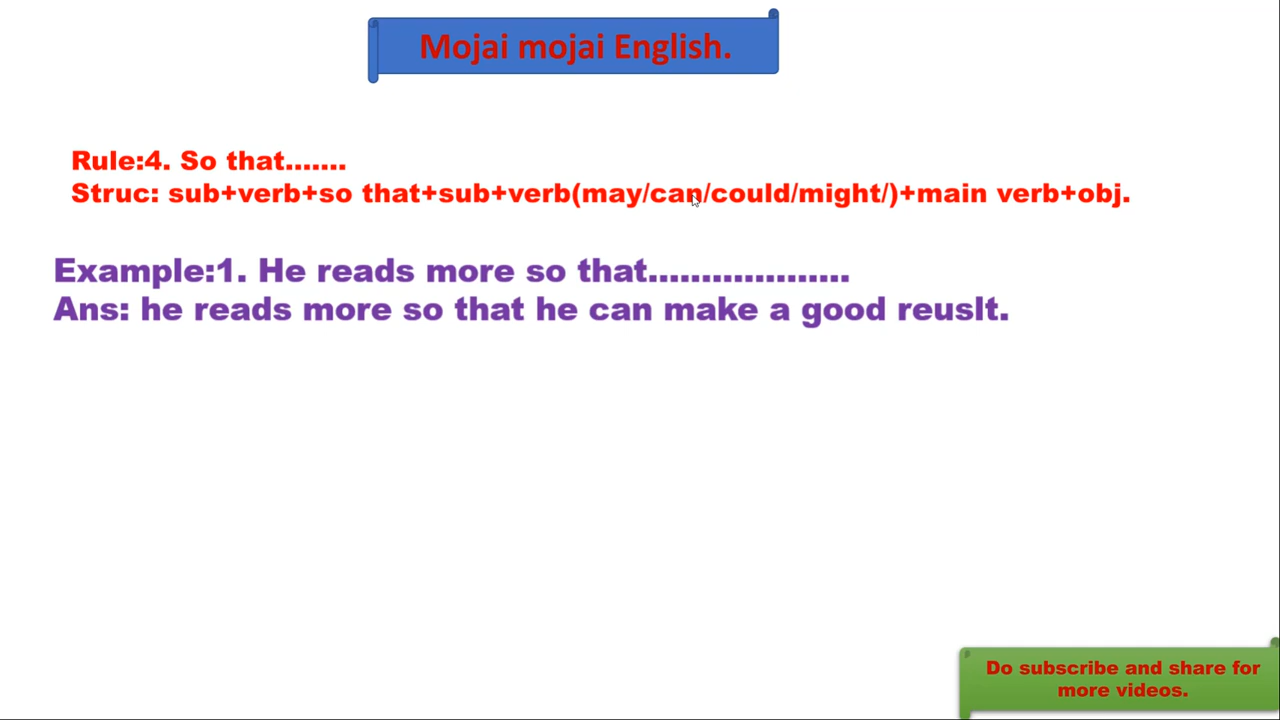 Mojai mojai English.
Rule:4. So that.......
Struc: sub+verb+so that+sub+verb(may/can/could/might/)+main verb+obj.
Example:1. He reads more so that...................
Ans: he reads more so that he can make a good reuslt.
Do subscribe and share for
more videos.